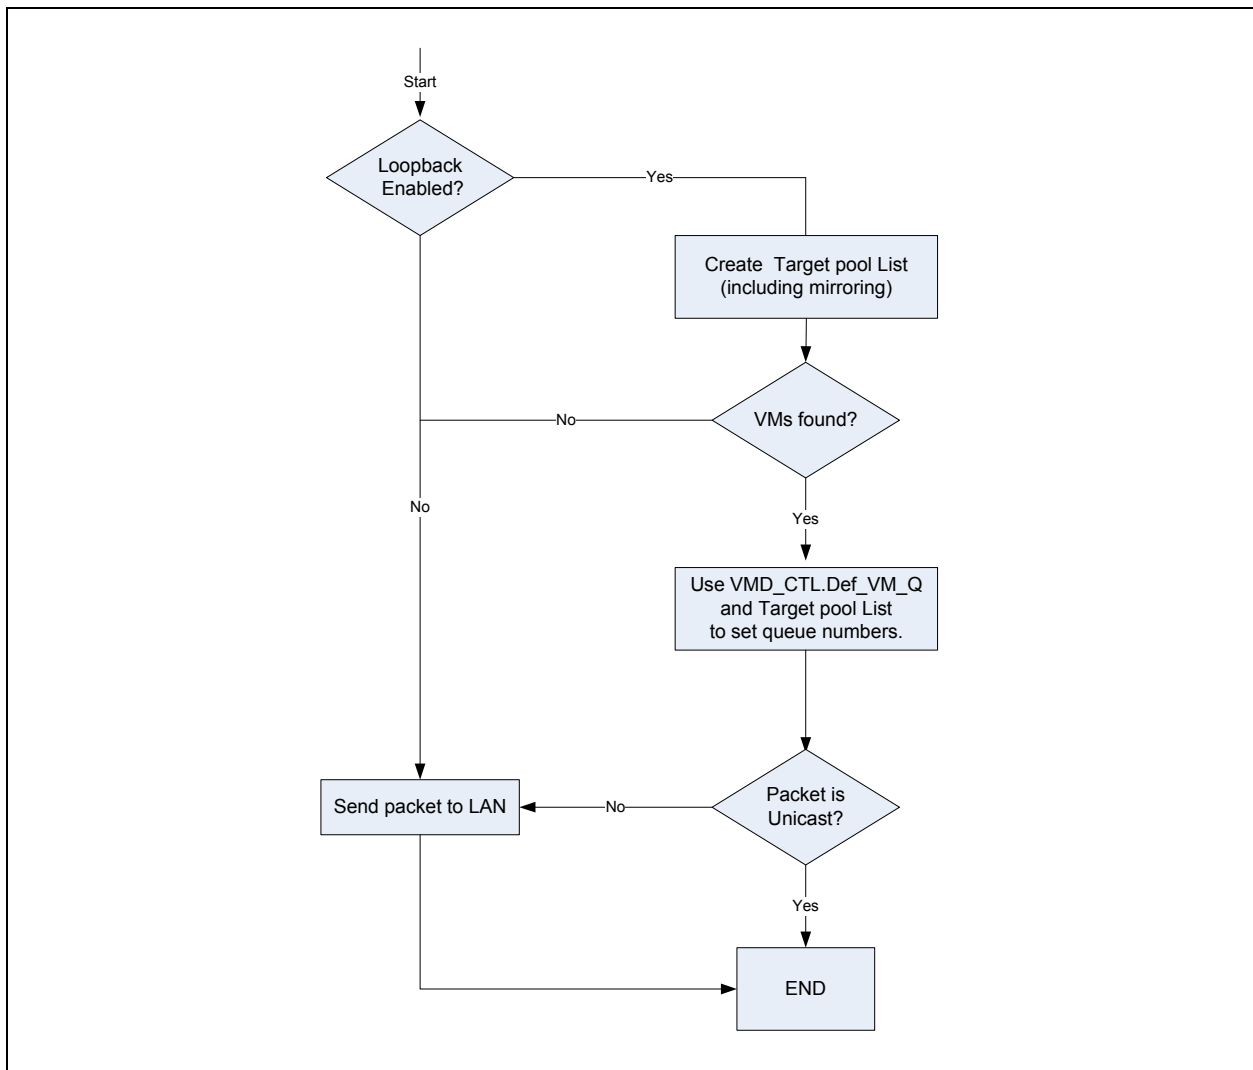 Start
Loopback
Enabled?
Yes
Create Target pool List
(including mirroring)
VMs found?
No
No
Yes
Use VMD_CTL.Def_VM_Q
and Target pool List
to set queue numbers.
Packet is
Unicast?
No
Send packet to LAN
Yes
END